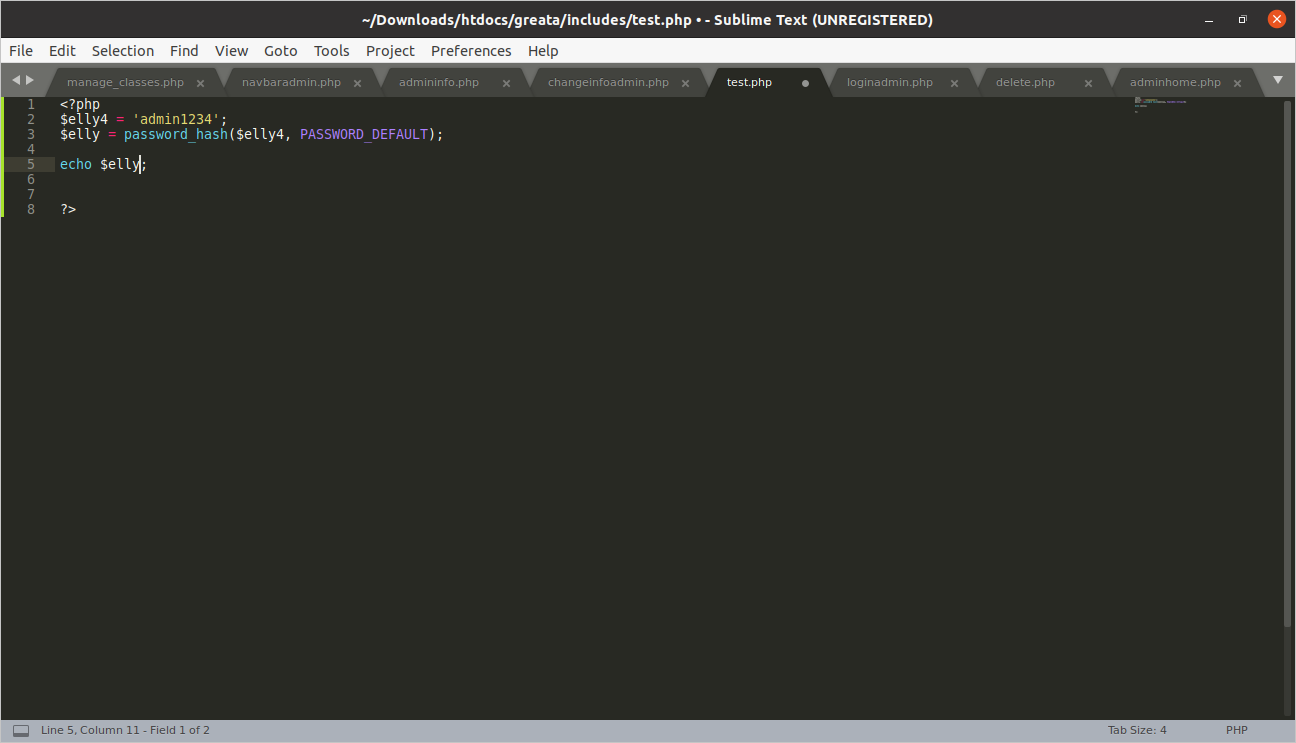 ~/Downloads/htdocs/greata/includes/test.php • - Sublime Text (UNREGISTERED)
File Edit Selection Find View Goto Tools Project Preferences Help
manage_classes.php navbaradmin.php admininfo.php changeinfoadmin.php test.php loginadmin.php delete.php adminhome.php
1 <?php
2 $elly4 = 'admin1234';
3 $elly = password_hash($elly4, PASSWORD_DEFAULT);
4
5 echo $elly;
6
7
8 ?>
Line 5, Column 11 - Field 1 of 2 Tab Size: 4 PHP